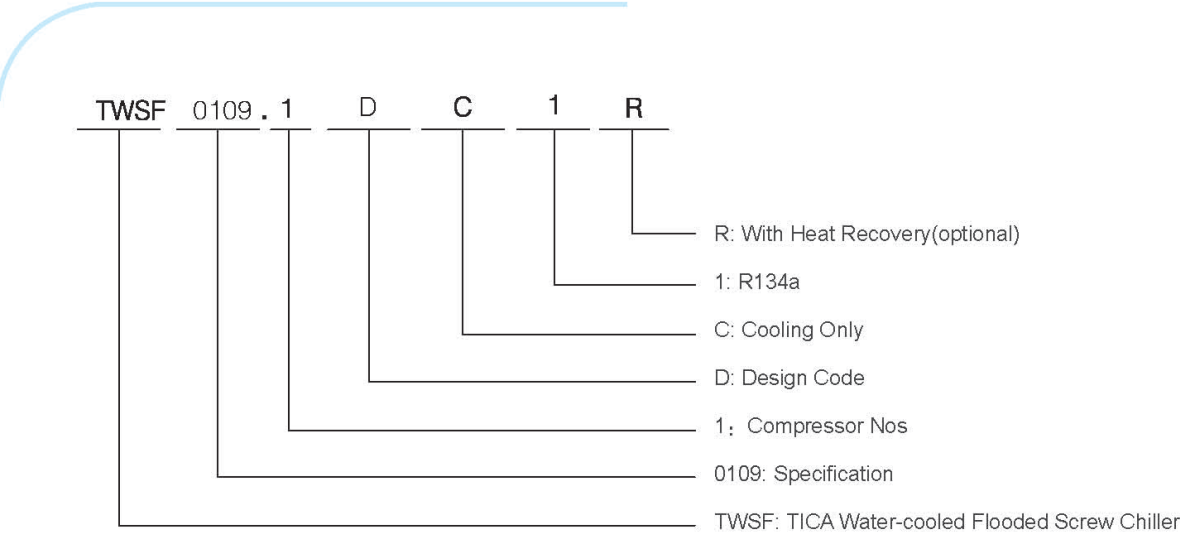 TWSF 0109 . 1 D C 1 R
R: With Heat Recovery(optional)
1: R134a
C: Cooling Only
D: Design Code
1： Compressor Nos
0109: Specification
TWSF: TICA Water-cooled Flooded Screw Chiller